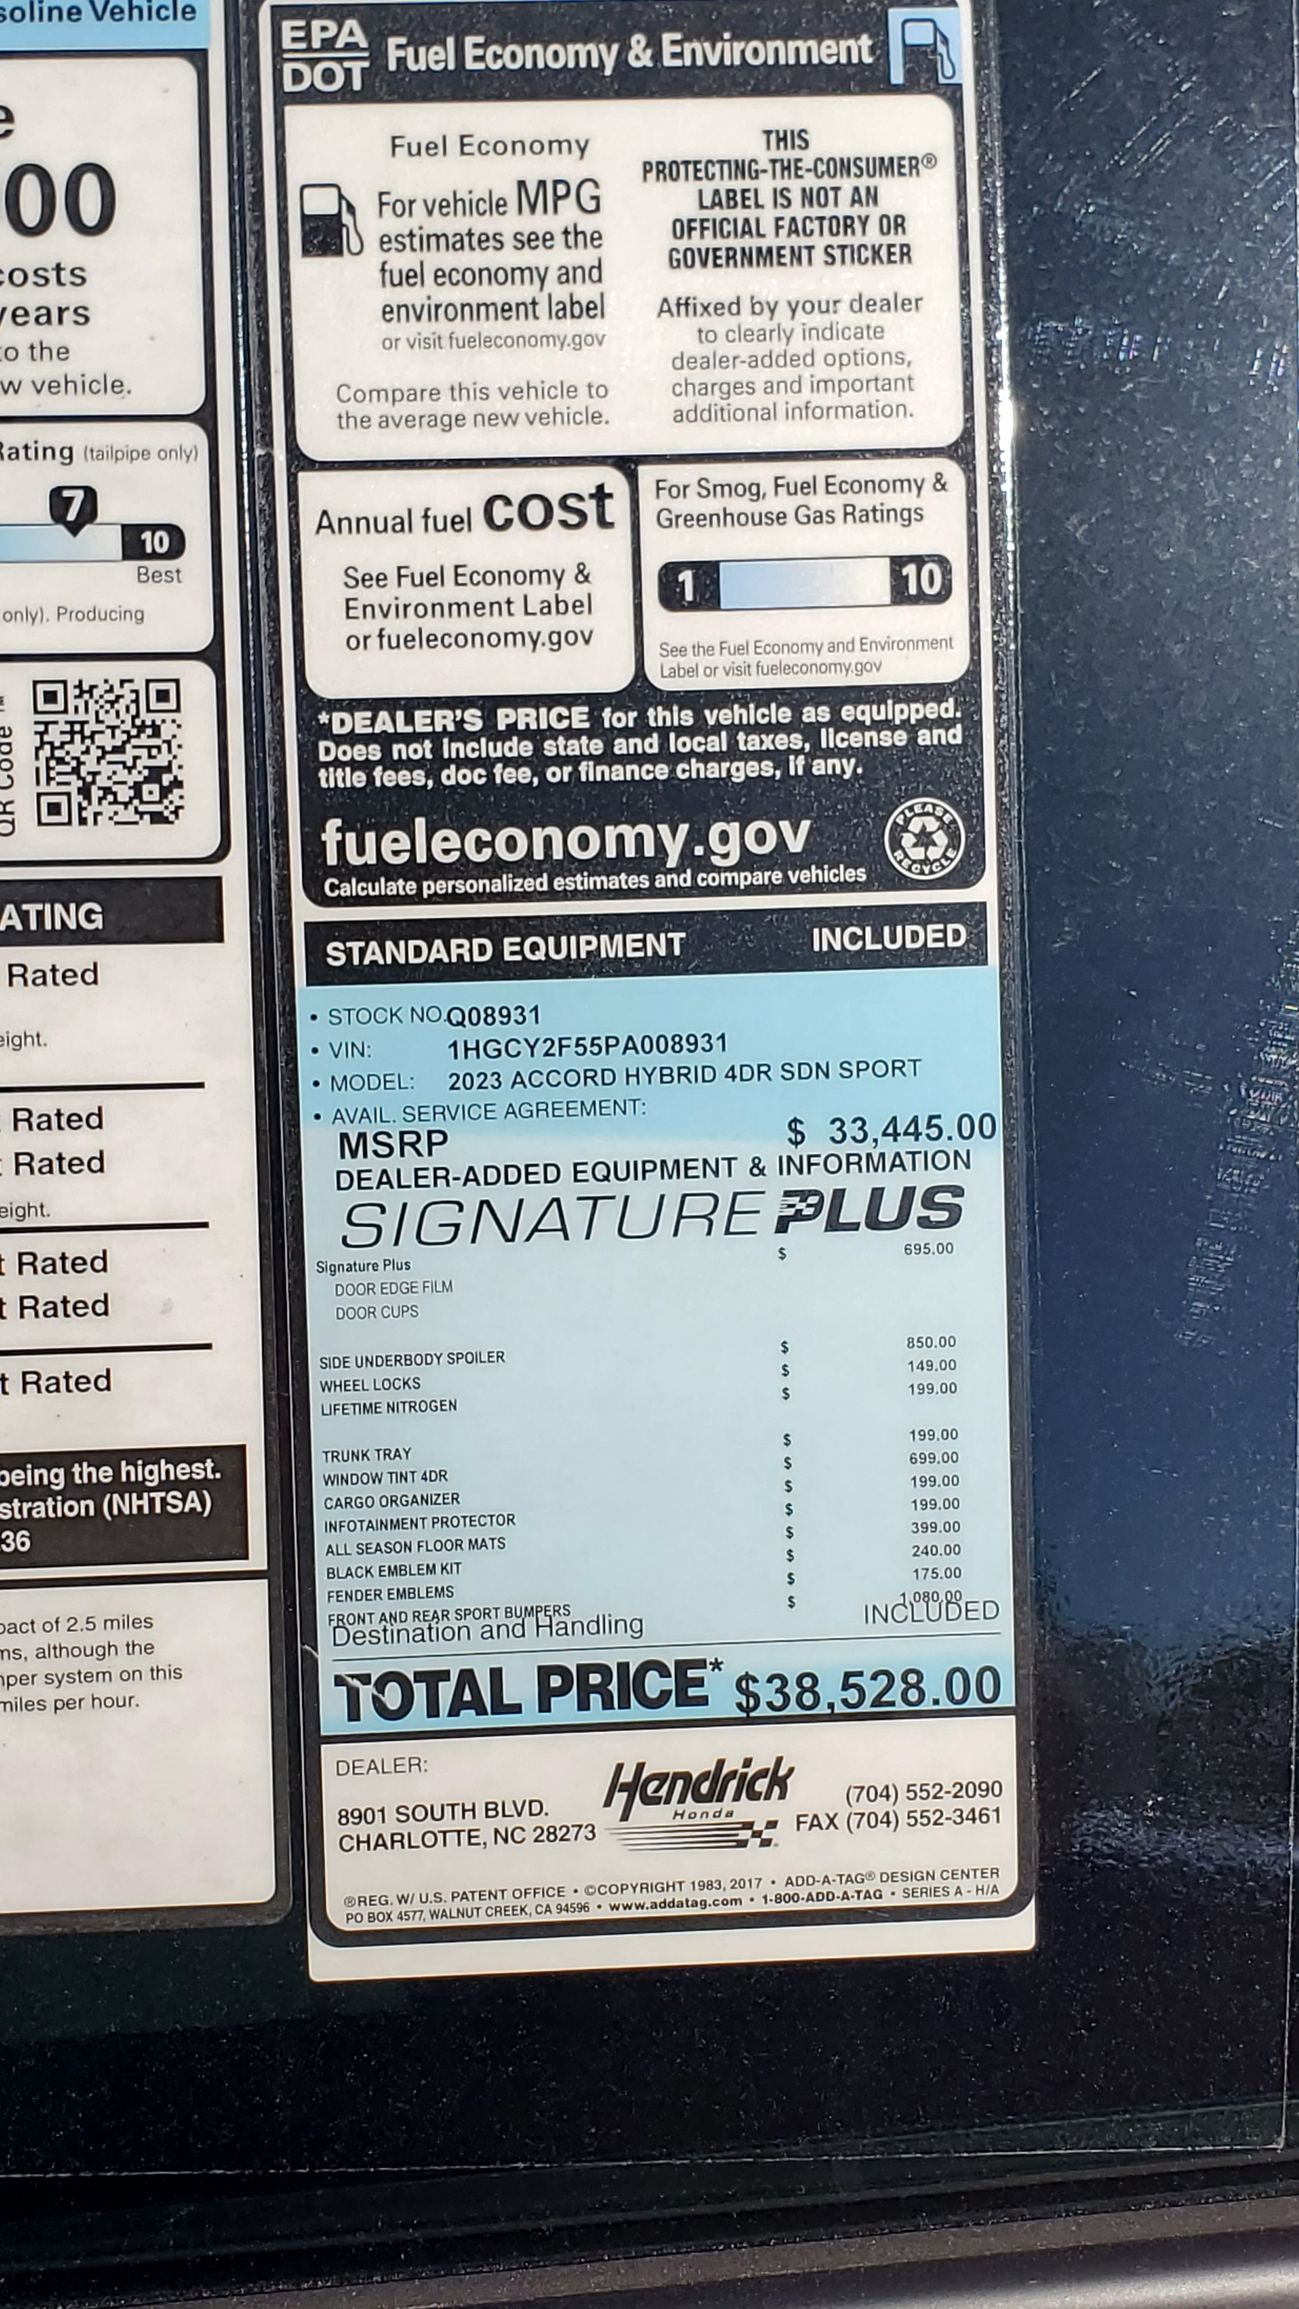 soline Vehicle
e
00
costs
years
to the
w vehicle.
Rating (tailpipe only)
7
10
Best
only). Producing
QR Code
ATING
Rated
eight.
Rated
Rated
eight.
t Rated
t Rated
t Rated
being the highest.
stration (NHTSA)
36
pact of 2.5 miles
ns, although the
mper system on this
miles per hour.
EPA
DOT
Fuel Economy & Environment
Fuel Economy
For vehicle MPG
estimates see the
fuel economy and
environment label
or visit fueleconomy.gov
Compare this vehicle to
the average new vehicle.
THIS
PROTECTING-THE-CONSUMER®
LABEL IS NOT AN
OFFICIAL FACTORY OR
GOVERNMENT STICKER
Affixed by your dealer
to clearly indicate
dealer-added options,
charges and important
additional information.
Annual fuel cost
See Fuel Economy &
Environment Label
or fueleconomy.gov
For Smog, Fuel Economy &
Greenhouse Gas Ratings
1 10
See the Fuel Economy and Environment
Label or visit fueleconomy.gov
*DEALER'S PRICE for this vehicle as equipped.
Does not include state and local taxes, license and
title fees, doc fee, or finance charges, if any.
fueleconomy.gov
Calculate personalized estimates and compare vehicles
PLEASE RECYCLE
STANDARD EQUIPMENT INCLUDED
• STOCK NO. Q08931
• VIN: 1HGCY2F55PA008931
• MODEL: 2023 ACCORD HYBRID 4DR SDN SPORT
• AVAIL. SERVICE AGREEMENT:
MSRP $ 33,445.00
DEALER-ADDED EQUIPMENT & INFORMATION
SIGNATURE PLUS
Signature Plus $ 695.00
DOOR EDGE FILM
DOOR CUPS
SIDE UNDERBODY SPOILER $ 850.00
WHEEL LOCKS $ 149.00
LIFETIME NITROGEN $ 199.00
TRUNK TRAY $ 199.00
WINDOW TINT 4DR $ 699.00
CARGO ORGANIZER $ 199.00
INFOTAINMENT PROTECTOR $ 199.00
ALL SEASON FLOOR MATS $ 399.00
BLACK EMBLEM KIT $ 240.00
FENDER EMBLEMS $ 175.00
FRONT AND REAR SPORT BUMPERS $ 1,080.00
Destination and Handling INCLUDED
TOTAL PRICE* $38,528.00
DEALER:
8901 SOUTH BLVD.
CHARLOTTE, NC 28273
Hendrick
Honda
(704) 552-2090
FAX (704) 552-3461
®REG. W/ U.S. PATENT OFFICE • ©COPYRIGHT 1983, 2017 • ADD-A-TAG® DESIGN CENTER
PO BOX 4577, WALNUT CREEK, CA 94596 • www.addatag.com • 1-800-ADD-A-TAG • SERIES A - H/A